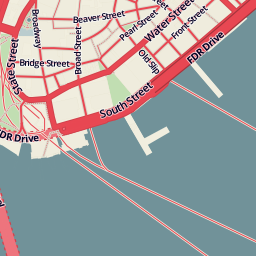 Beaver Street
Broadway
Pearl Street
Water Street
Front Street
State Street
Broad Street
Bridge Street
Old Slip
FDR Drive
South Street
FDR Drive